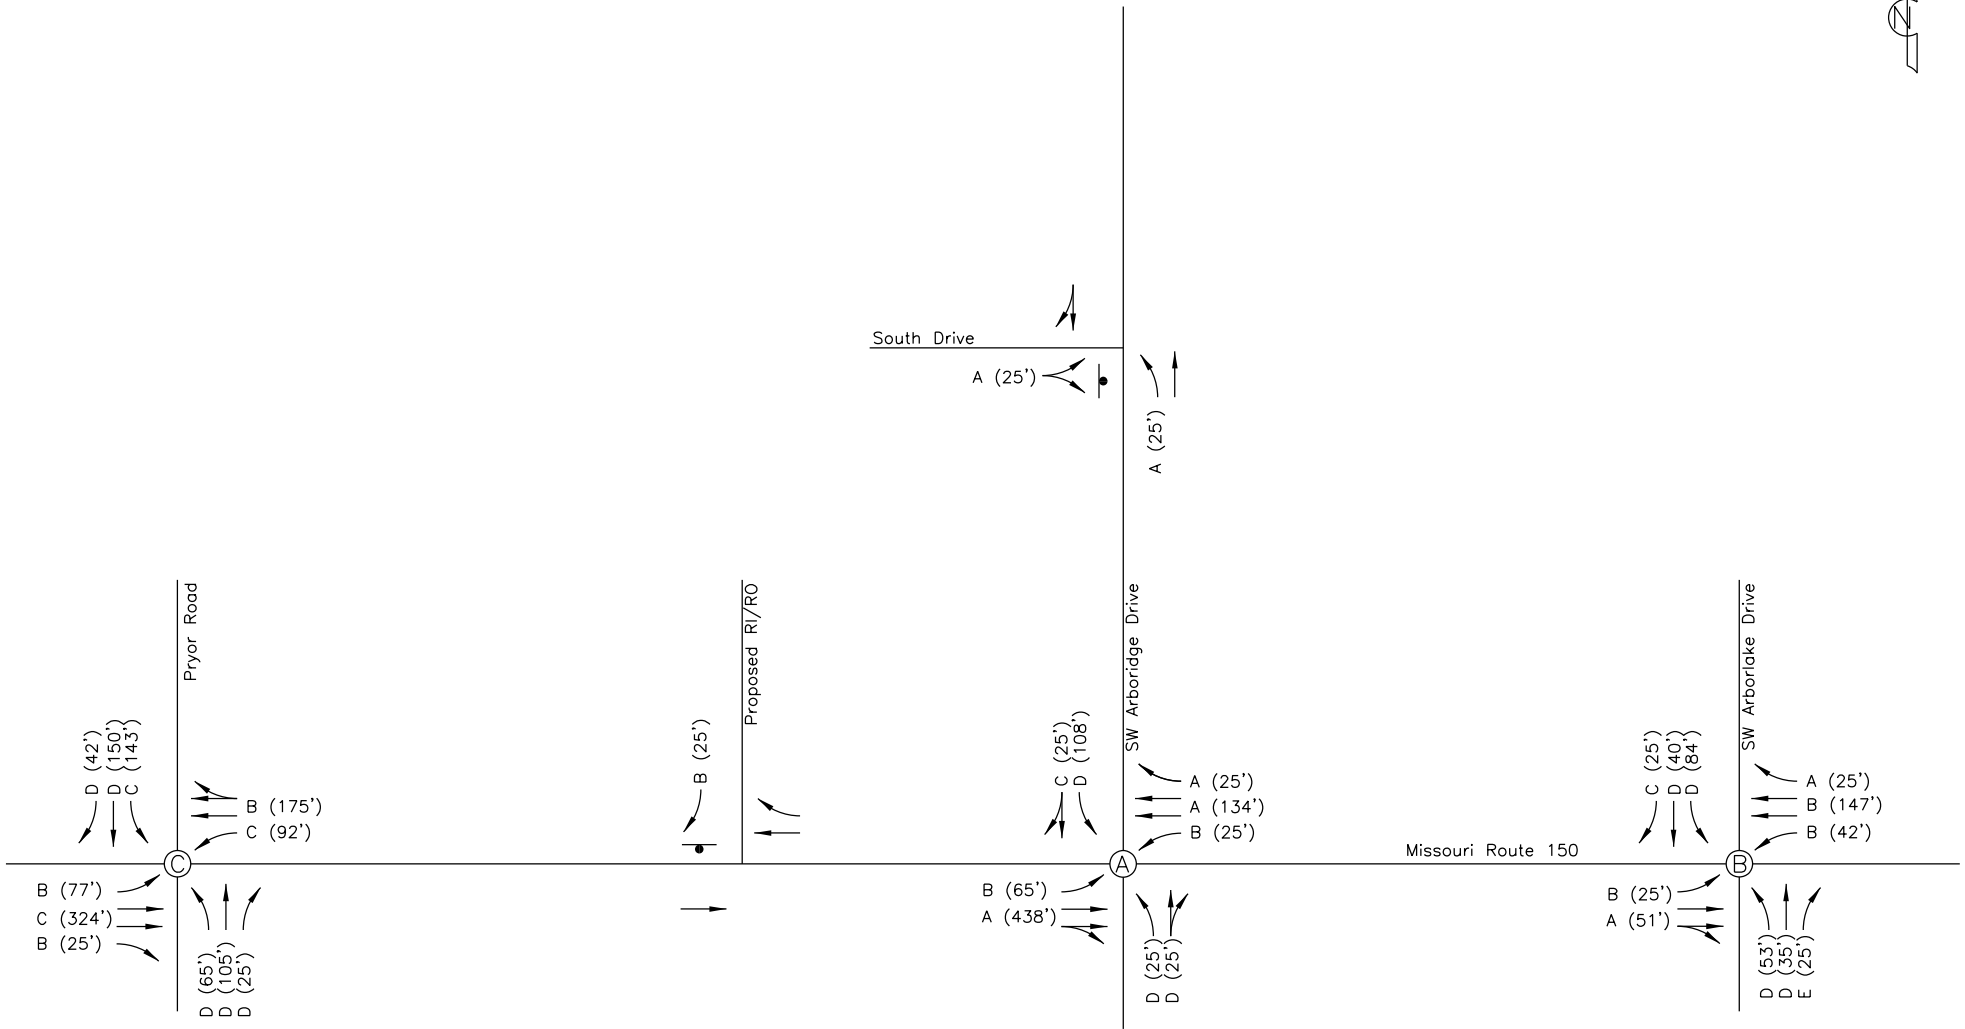 N
South Drive
A (25')
A (25')
Pryor Road
Proposed RI/RO
SW Arboridge Drive
SW Arborlake Drive
D (42')
D (150')
C (143')
B (175')
C (92')
B (25')
C (25')
D (108')
A (25')
A (134')
B (25')
Missouri Route 150
C (25')
D (40')
D (84')
A (25')
B (147')
B (42')
C
A
B
B (77')
C (324')
B (25')
D (65')
D (105')
D (25')
B (65')
A (438')
D (25')
D (25')
B (25')
A (51')
D (53')
D (35')
E (25')